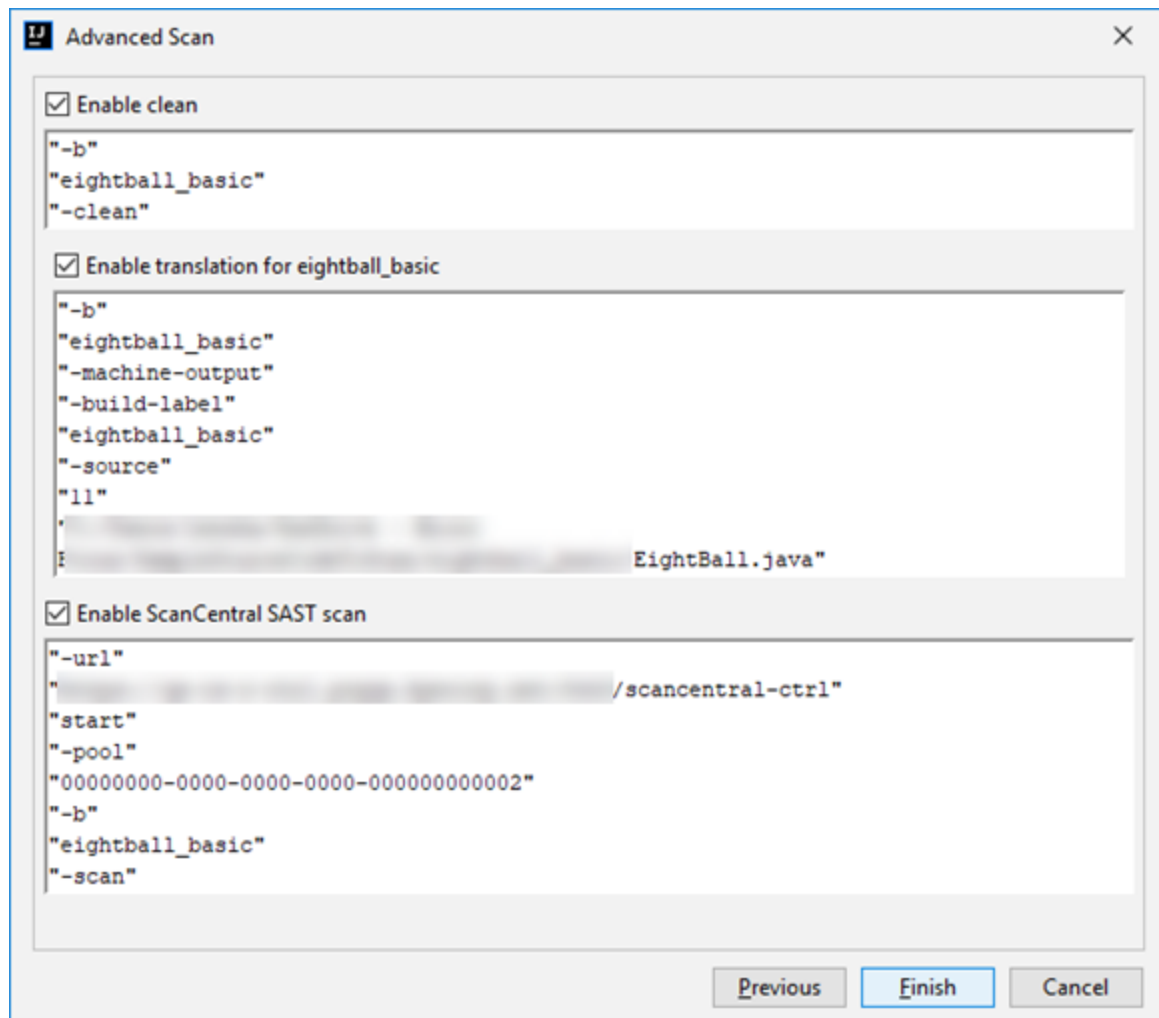 IJ
Advanced Scan
Enable clean
"-b"
"eightball_basic"
"-clean"
Enable translation for eightball_basic
"-b"
"eightball_basic"
"-machine-output"
"-build-label"
"eightball_basic"
"-source"
"11"
"
EightBall.java"
Enable ScanCentral SAST scan
"-url"
" /scancentral-ctrl"
"start"
"-pool"
"00000000-0000-0000-0000-000000000002"
"-b"
"eightball_basic"
"-scan"
Previous Finish Cancel